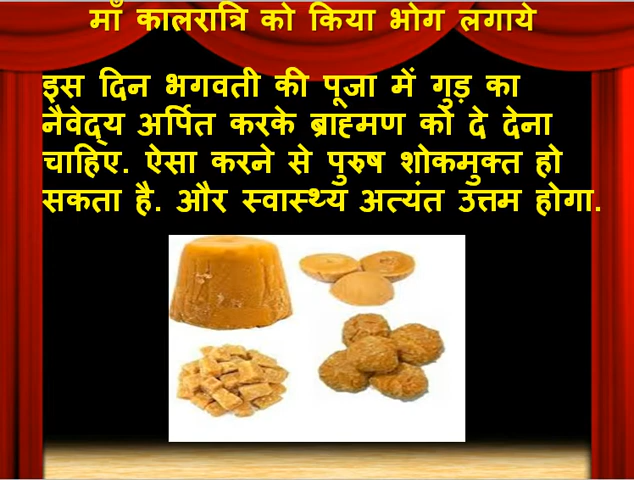 माँ कालरात्रि को किया भोग लगाये
इस दिन भगवती की पूजा में गुड़ का
नैवेद्य अर्पित करके ब्राह्मण को दे देना
चाहिए. ऐसा करने से पुरुष शोकमुक्त हो
सकता है. और स्वास्थ्य अत्यंत उत्तम होगा.